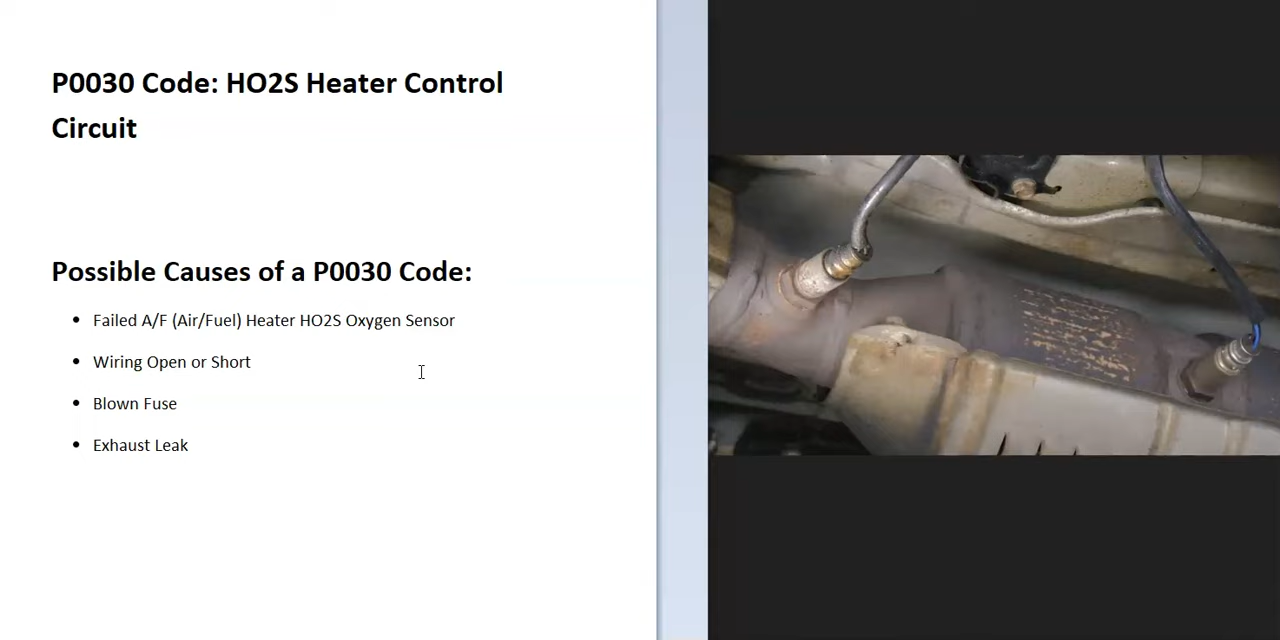 P0030 Code: HO2S Heater Control
Circuit
Possible Causes of a P0030 Code:
• Failed A/F (Air/Fuel) Heater HO2S Oxygen Sensor
• Wiring Open or Short
• Blown Fuse
• Exhaust Leak